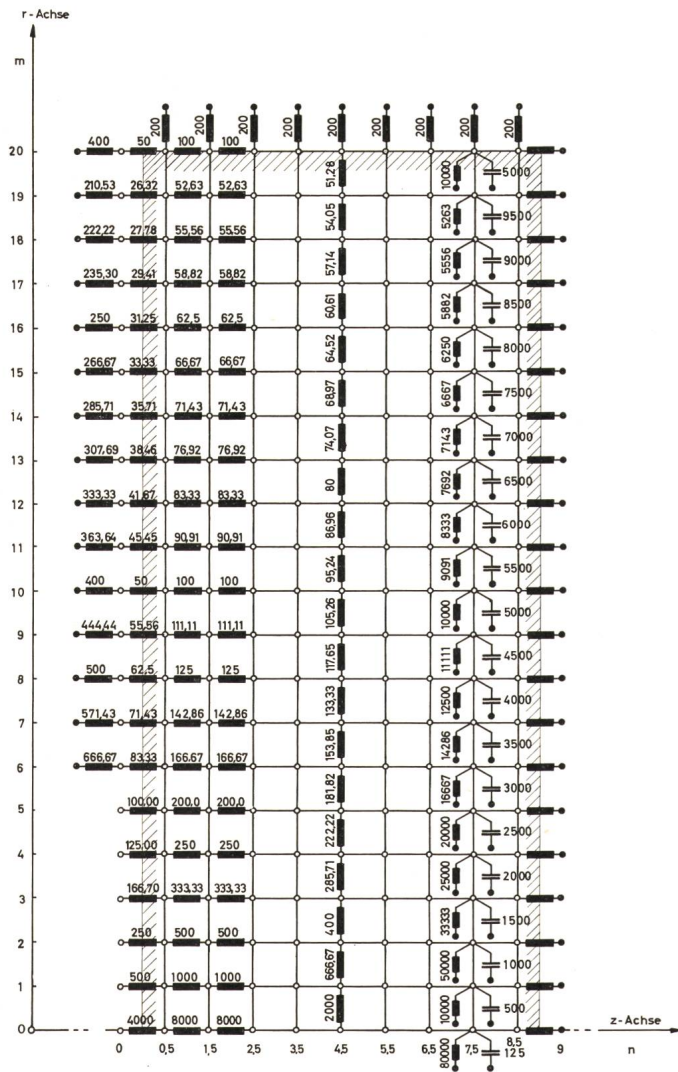 r-Achse
m
200 200 200 200 200 200 200 200 200
20 400 50 100 100 51,28 10000 5000
19 210,53 26,32 52,63 52,63 54,05 5263 9500
18 222,22 27,78 55,56 55,56 57,14 5556 9000
17 235,30 29,41 58,82 58,82 60,61 5882 8500
16 250 31,25 62,5 62,5 64,52 6250 8000
15 266,67 33,33 66,67 66,67 68,97 6667 7500
14 285,71 35,71 71,43 71,43 74,07 7143 7000
13 307,69 38,46 76,92 76,92 80 7692 6500
12 333,33 41,67 83,33 83,33 86,96 8333 6000
11 363,64 45,45 90,91 90,91 95,24 9091 5500
10 400 50 100 100 105,26 10000 5000
9 444,44 55,56 111,11 111,11 117,65 11111 4500
8 500 62,5 125 125 133,33 12500 4000
7 571,43 71,43 142,86 142,86 153,85 14286 3500
6 666,67 83,33 166,67 166,67 181,82 16667 3000
5 100,00 200,0 200,0 222,22 20000 2500
4 125,00 250 250 285,71 25000 2000
3 166,70 333,33 333,33 400 33333 1500
2 250 500 500 666,67 50000 1000
1 500 1000 1000 2000 10000 500
0 4000 8000 8000 80000 125
z-Achse
0 0,5 1,5 2,5 3,5 4,5 5,5 6,5 7,5 8,5 9
n